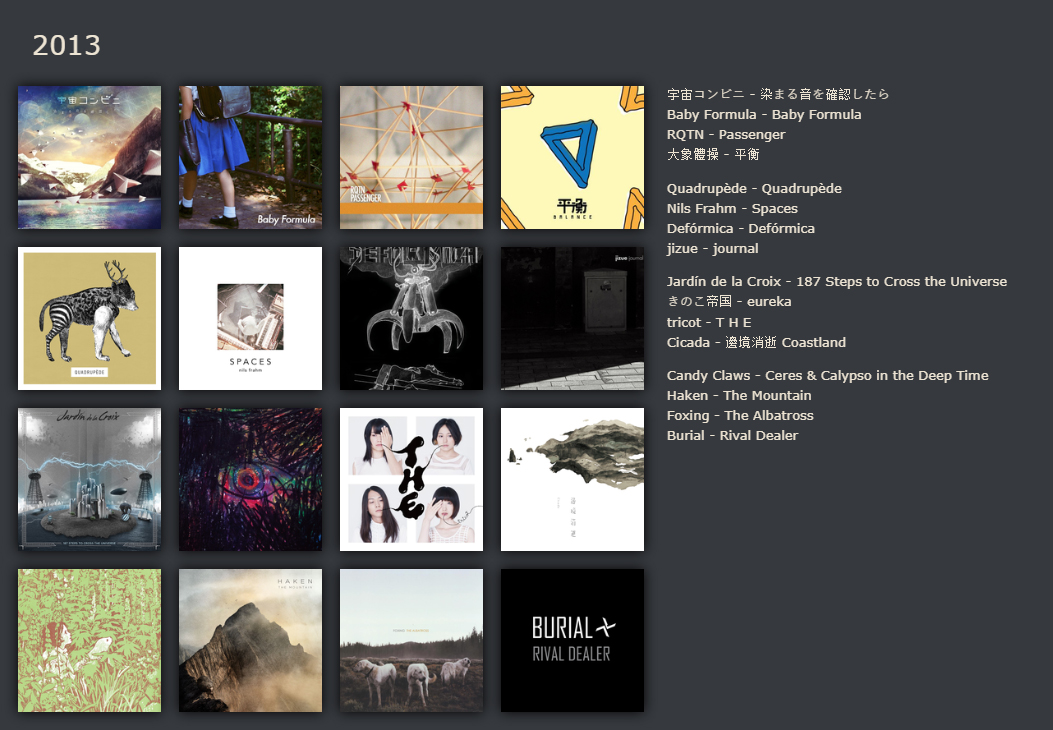 2013
宇宙コンビニ
Baby Formula
RQTN
PASSENGER
平衡
BALANCE
宇宙コンビニ - 染まる音を確認したら
Baby Formula - Baby Formula
RQTN - Passenger
大象體操 - 平衡
QUADRUPÈDE
SPACES
nils frahm
DEFORMICA
jizue journal
Quadrupède - Quadrupède
Nils Frahm - Spaces
Defórmica - Defórmica
jizue - journal
Jardín de la Croix
THE
邊境消逝
Jardín de la Croix - 187 Steps to Cross the Universe
きのこ帝国 - eureka
tricot - T H E
Cicada - 邊境消逝 Coastland
HAKEN
THE MOUNTAIN
BURIAL
RIVAL DEALER
Candy Claws - Ceres & Calypso in the Deep Time
Haken - The Mountain
Foxing - The Albatross
Burial - Rival Dealer